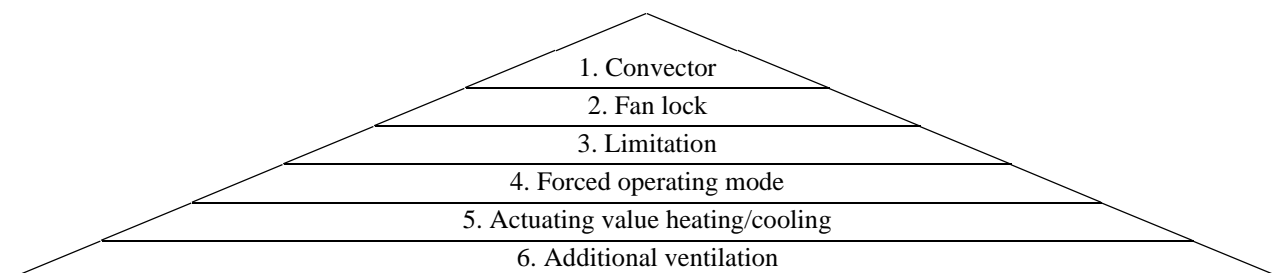 1. Convector
2. Fan lock
3. Limitation
4. Forced operating mode
5. Actuating value heating/cooling
6. Additional ventilation